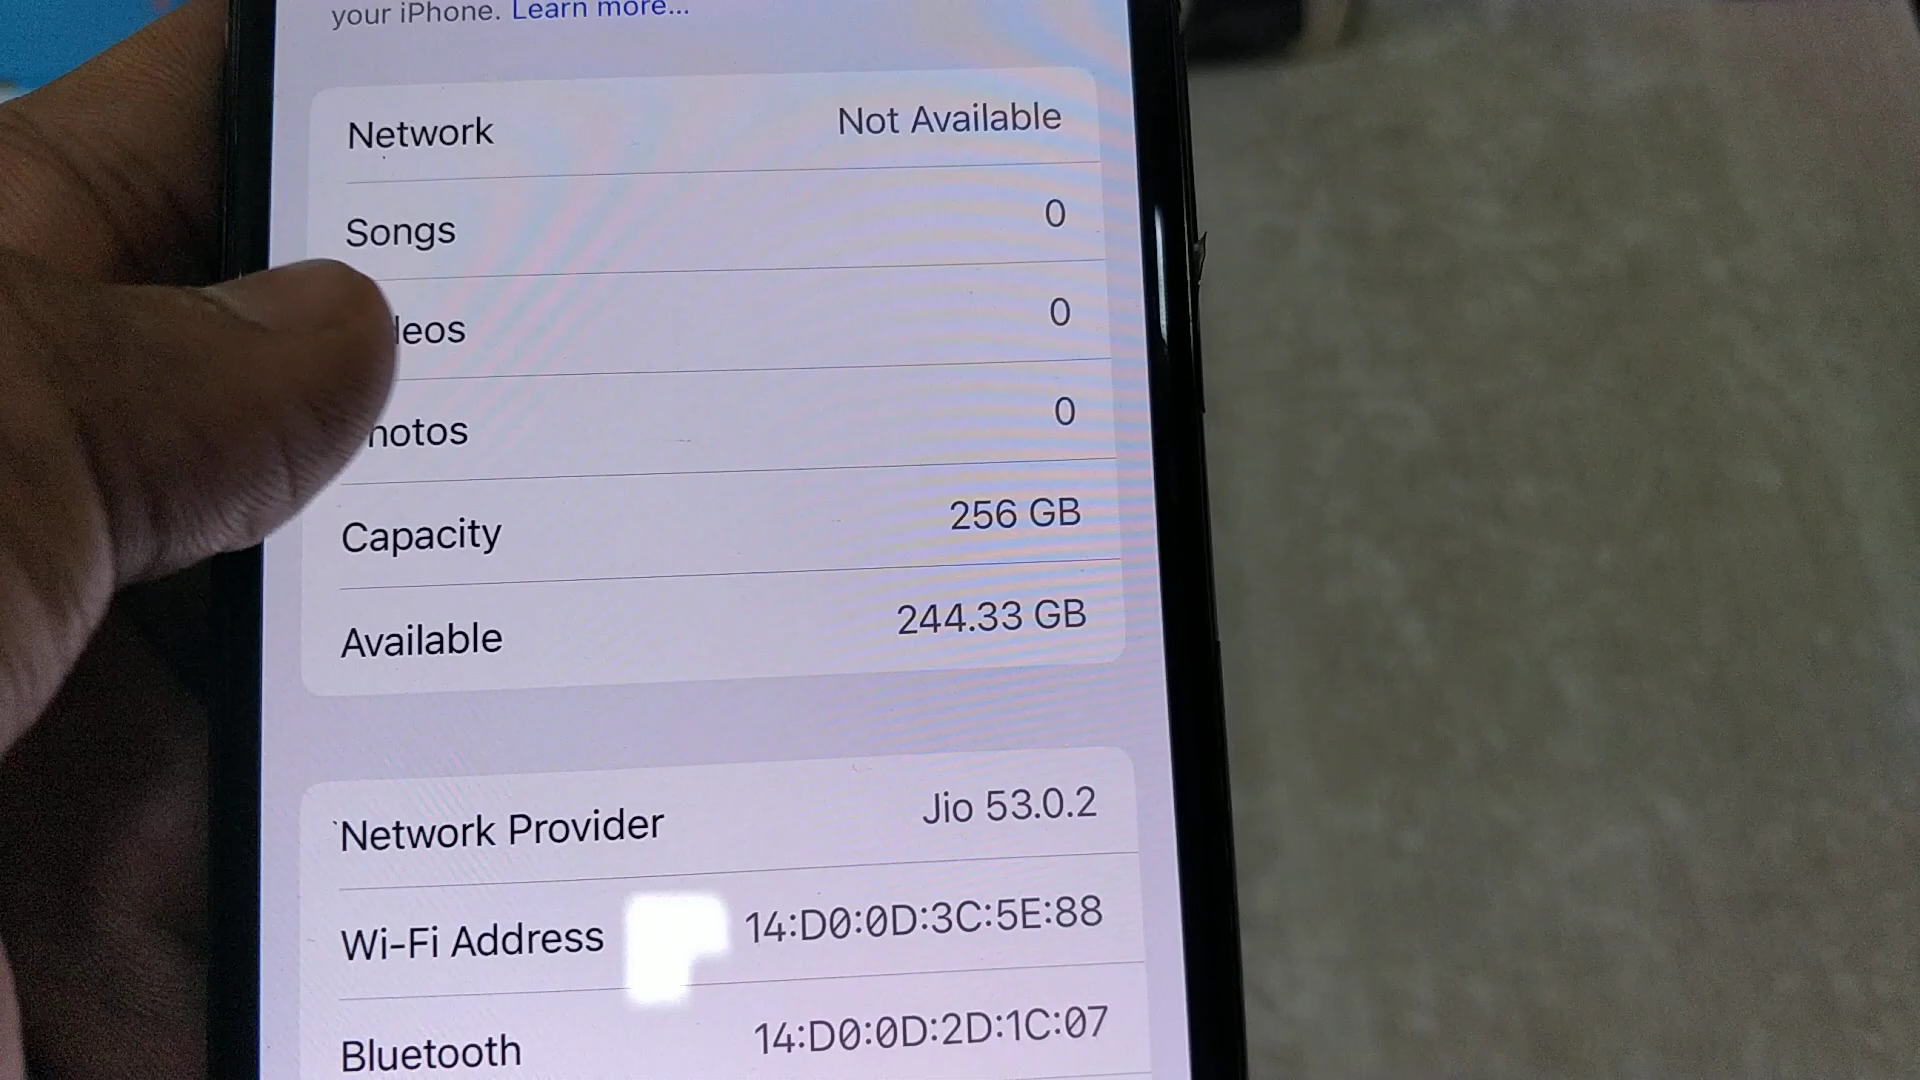 your iPhone. Learn more...
Network Not Available
Songs 0
deos 0
hotos 0
Capacity 256 GB
Available 244.33 GB
Network Provider Jio 53.0.2
Wi-Fi Address 14:D0:0D:3C:5E:88
Bluetooth 14:D0:0D:2D:1C:07